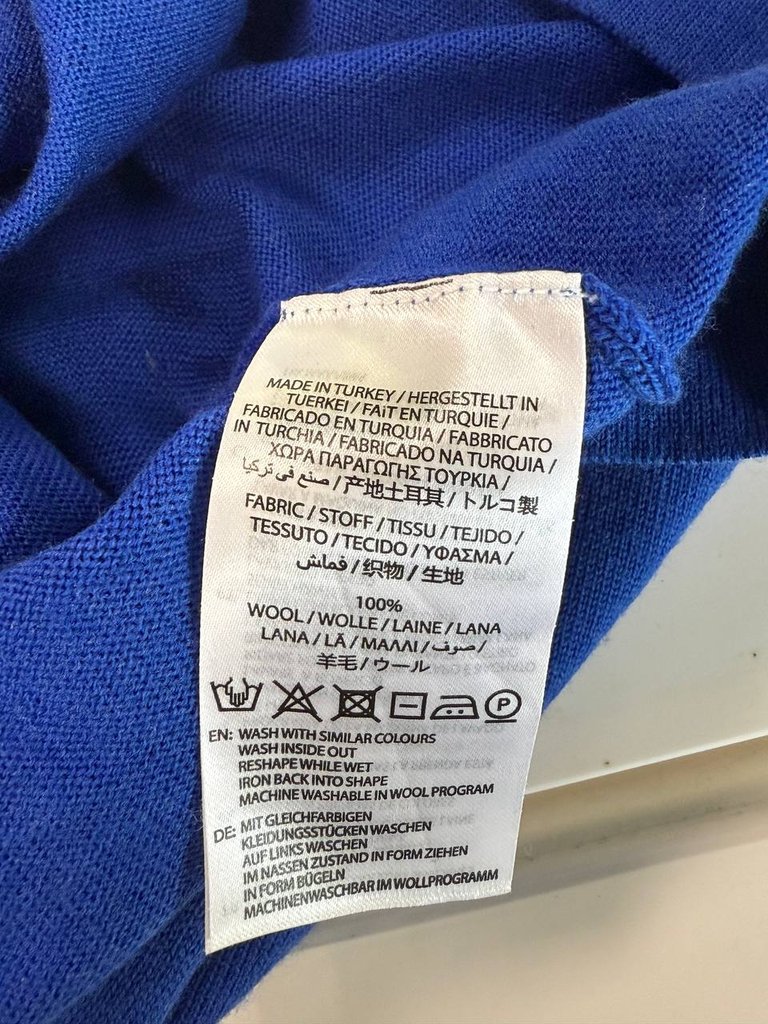 MADE IN TURKEY / HERGESTELLT IN
TUERKEI / FAiT EN TURQUIE /
FABRICADO EN TURQUIA / FABBRICATO
IN TURCHIA / FABRICADO NA TURQUIA /
ΧΩΡΑ ΠΑΡΑΓΩΓΗΣ ΤΟΥΡΚΙΑ /
صنع في تركيا / 产地土耳其 / トルコ製
FABRIC / STOFF / TISSU / TEJIDO /
TESSUTO / TECIDO / ΥΦΑΣΜΑ /
قماش / 织物 / 生地
100%
WOOL / WOLLE / LAINE / LANA
LANA / LÃ / ΜΑΛΛΙ / صوف /
羊毛 / ウール
P
EN: WASH WITH SIMILAR COLOURS
WASH INSIDE OUT
RESHAPE WHILE WET
IRON BACK INTO SHAPE
MACHINE WASHABLE IN WOOL PROGRAM
DE: MIT GLEICHFARBIGEN
KLEIDUNGSSTÜCKEN WASCHEN
AUF LINKS WASCHEN
IM NASSEN ZUSTAND IN FORM ZIEHEN
IN FORM BÜGELN
MACHINENWASCHBAR IM WOLLPROGRAMM